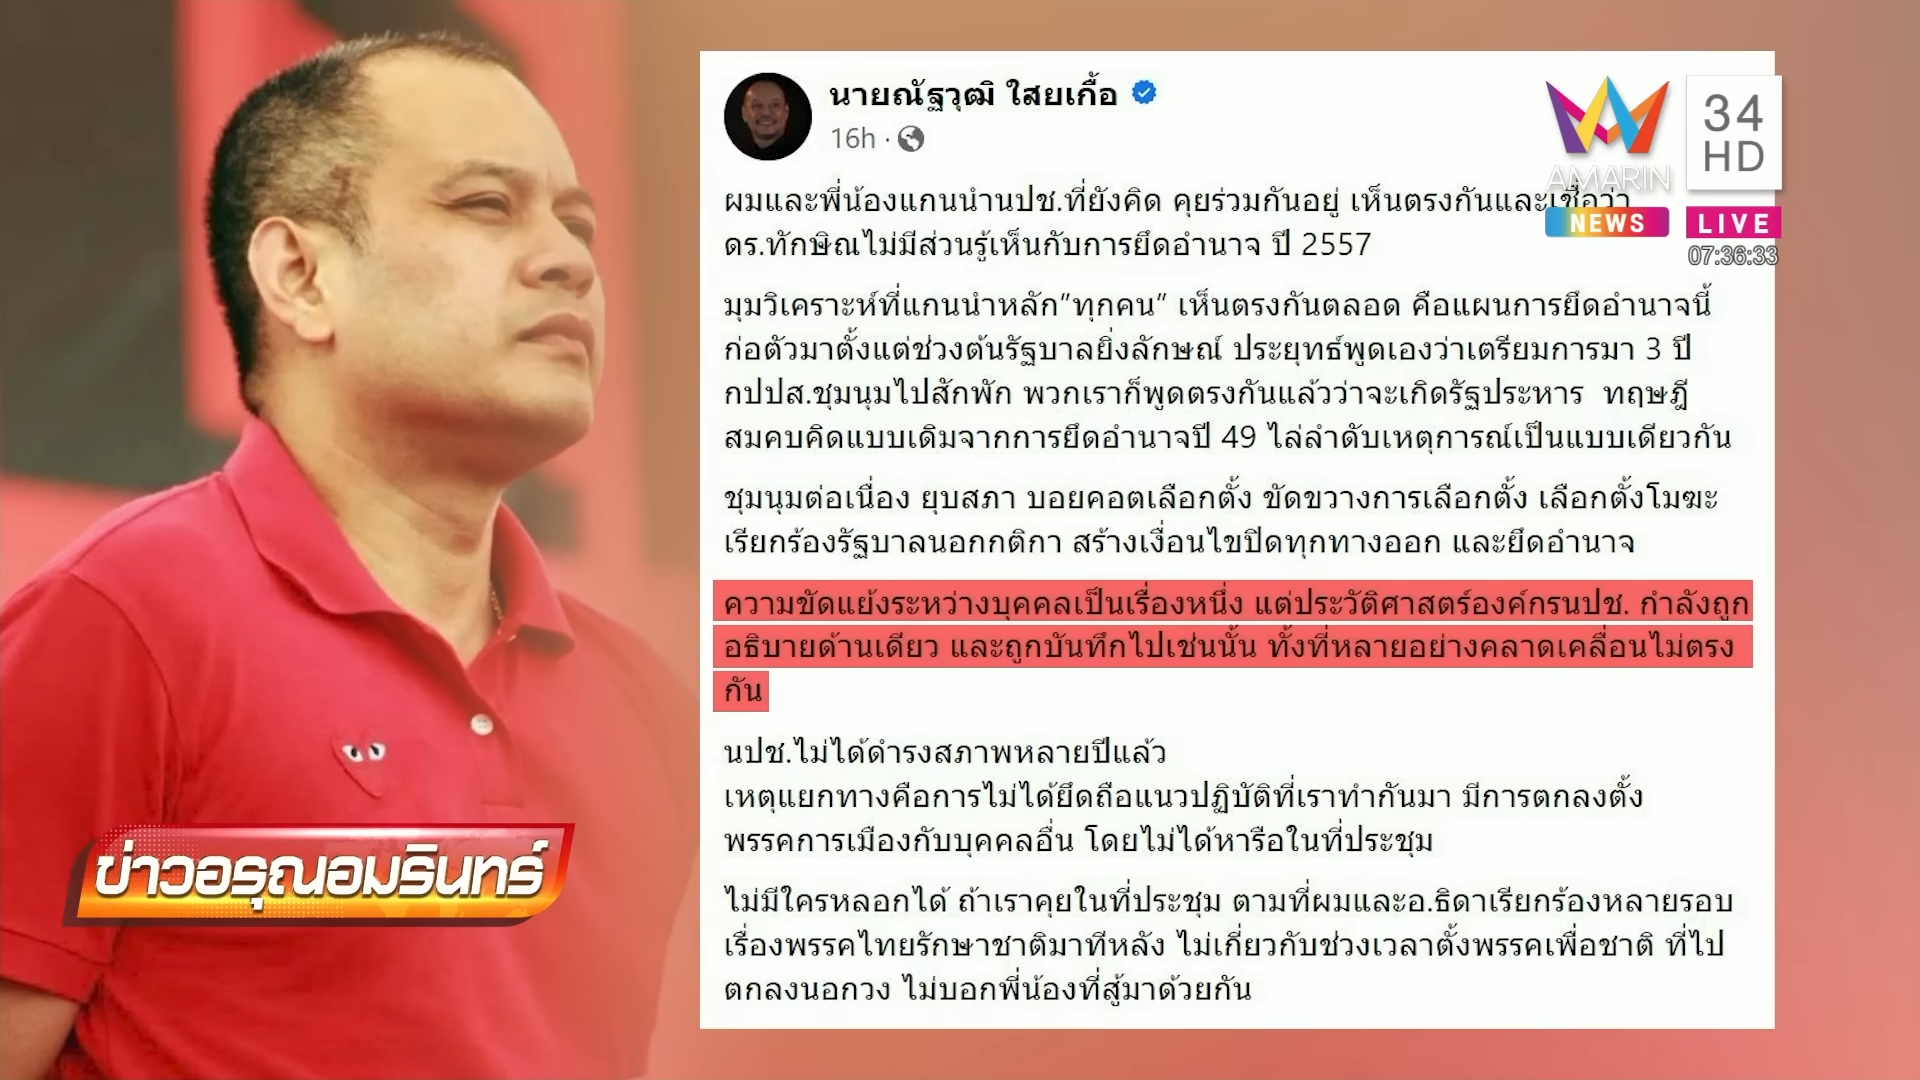 นายณัฐวุฒิ ใสยเกื้อ
16h ·
AMARIN
NEWS
34
HD
LIVE
07:36:33
ผมและพี่น้องแกนนำนปช.ที่ยังคิด คุยร่วมกันอยู่ เห็นตรงกันและเชื่อว่า
ดร.ทักษิณไม่มีส่วนรู้เห็นกับการยึดอำนาจ ปี 2557
มุมวิเคราะห์ที่แกนนำหลัก"ทุกคน" เห็นตรงกันตลอด คือแผนการยึดอำนาจนี้
ก่อตัวมาตั้งแต่ช่วงต้นรัฐบาลยิ่งลักษณ์ ประยุทธ์พูดเองว่าเตรียมการมา 3 ปี
กปปส.ชุมนุมไปสักพัก พวกเราก็พูดตรงกันแล้วว่าจะเกิดรัฐประหาร ทฤษฎี
สมคบคิดแบบเดิมจากการยึดอำนาจปี 49 ไล่ลำดับเหตุการณ์เป็นแบบเดียวกัน
ชุมนุมต่อเนื่อง ยุบสภา บอยคอตเลือกตั้ง ขัดขวางการเลือกตั้ง เลือกตั้งโมฆะ
เรียกร้องรัฐบาลนอกกติกา สร้างเงื่อนไขปิดทุกทางออก และยึดอำนาจ
ความขัดแย้งระหว่างบุคคลเป็นเรื่องหนึ่ง แต่ประวัติศาสตร์องค์กรนปช. กำลังถูก
อธิบายด้านเดียว และถูกบันทึกไปเช่นนั้น ทั้งที่หลายอย่างคลาดเคลื่อนไม่ตรง
กัน
นปช.ไม่ได้ดำรงสภาพหลายปีแล้ว
เหตุแยกทางคือการไม่ได้ยึดถือแนวปฏิบัติที่เราทำกันมา มีการตกลงตั้ง
พรรคการเมืองกับบุคคลอื่น โดยไม่ได้หารือในที่ประชุม
ไม่มีใครหลอกได้ ถ้าเราคุยในที่ประชุม ตามที่ผมและอ.ธิดาเรียกร้องหลายรอบ
เรื่องพรรคไทยรักษาชาติมาทีหลัง ไม่เกี่ยวกับช่วงเวลาตั้งพรรคเพื่อชาติ ที่ไป
ตกลงนอกวง ไม่บอกพี่น้องที่สู้มาด้วยกัน
ข่าวอรุณอมรินทร์